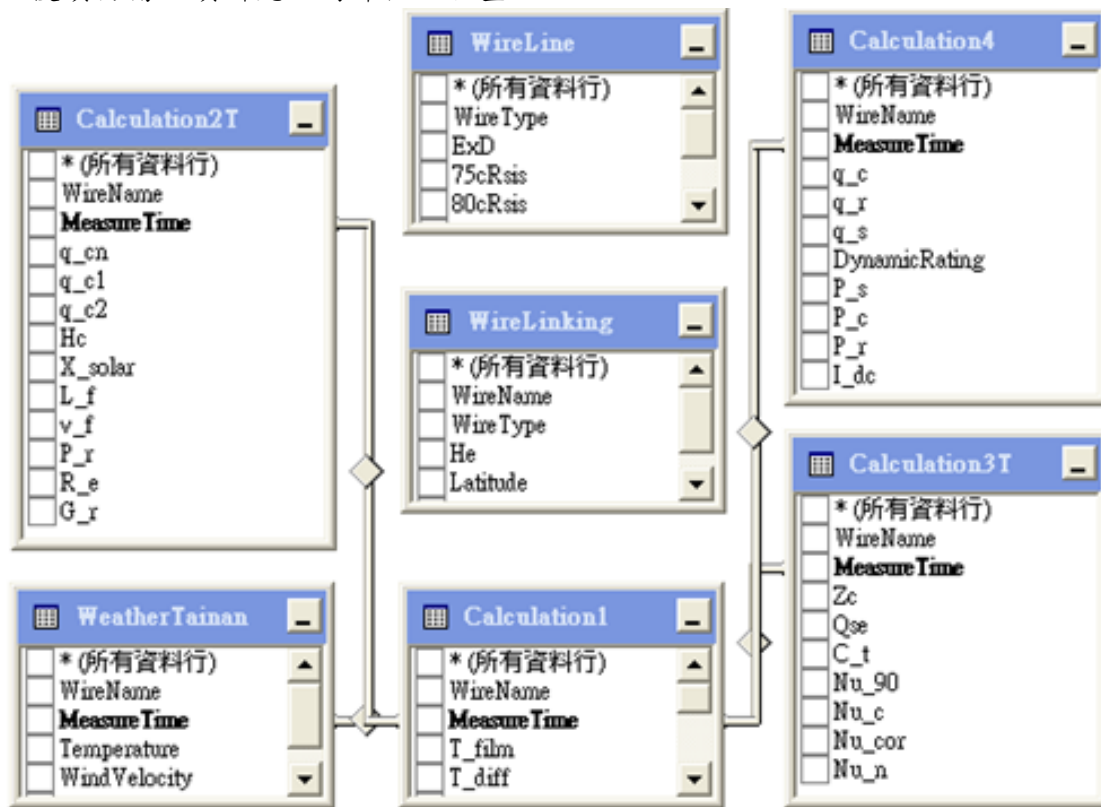 WireLine
* (所有資料行)
WireType
ExD
75cRsis
80cRsis
Calculation4
* (所有資料行)
WireName
MeasureTime
q_c
q_r
q_s
DynamicRating
P_s
P_c
P_r
I_dc
Calculation2T
* (所有資料行)
WireName
MeasureTime
q_cn
q_c1
q_c2
Hc
X_solar
L_f
v_f
P_r
R_e
G_r
WireLinking
* (所有資料行)
WireName
WireType
He
Latitude
Calculation3T
* (所有資料行)
WireName
MeasureTime
Zc
Qse
C_t
Nu_90
Nu_c
Nu_cor
Nu_n
WeatherTainan
* (所有資料行)
WireName
MeasureTime
Temperature
WindVelocity
Calculation1
* (所有資料行)
WireName
MeasureTime
T_film
T_diff